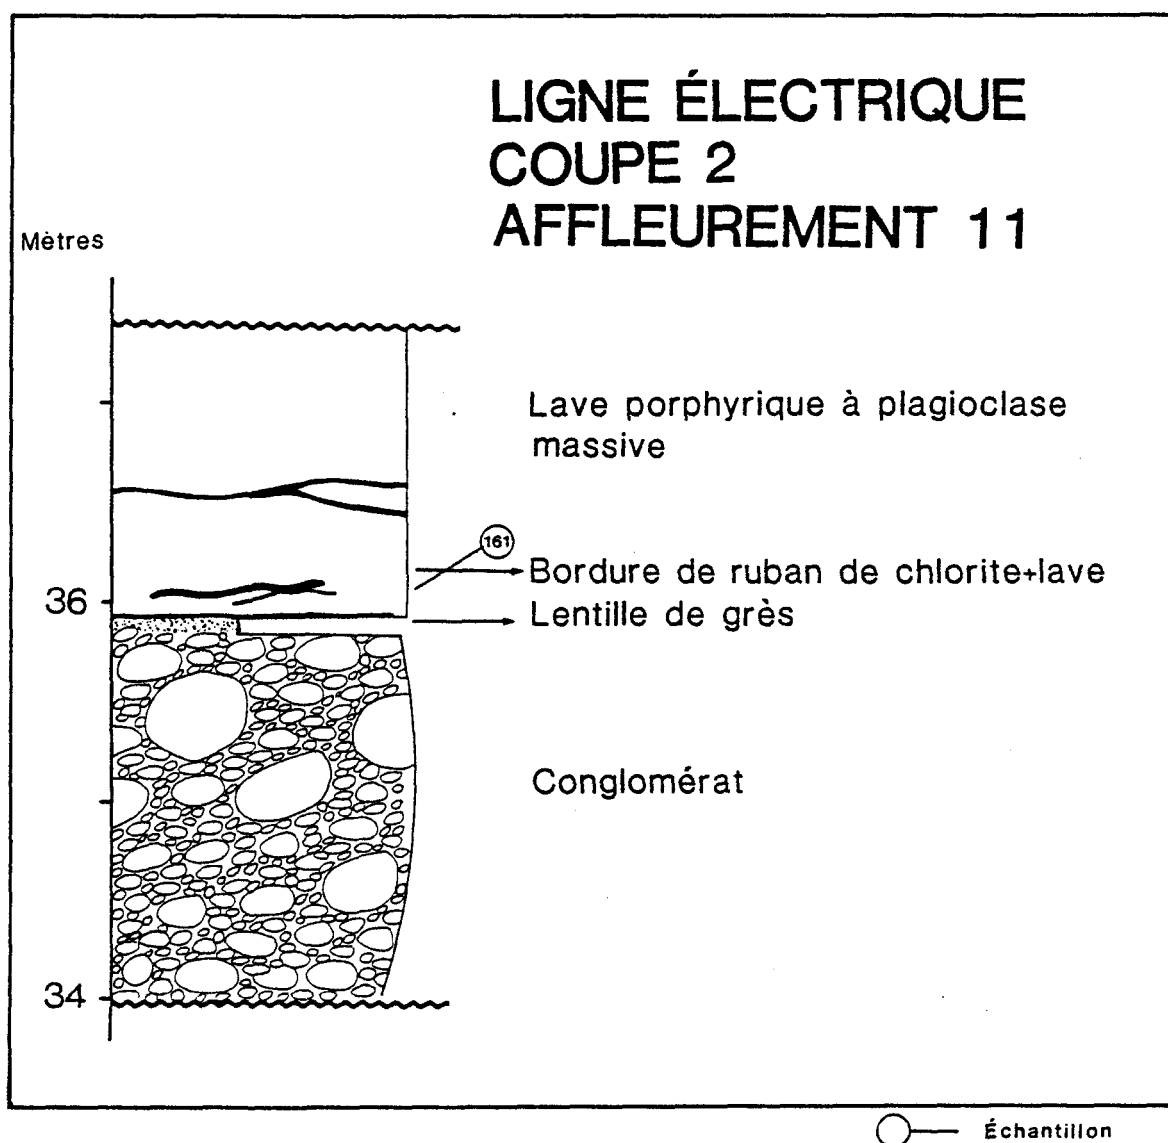 LIGNE ÉLECTRIQUE
COUPE 2
AFFLEUREMENT 11
Mètres
Lave porphyrique à plagioclase
massive
161
Bordure de ruban de chlorite+lave
36
Lentille de grès
Conglomérat
34
Échantillon